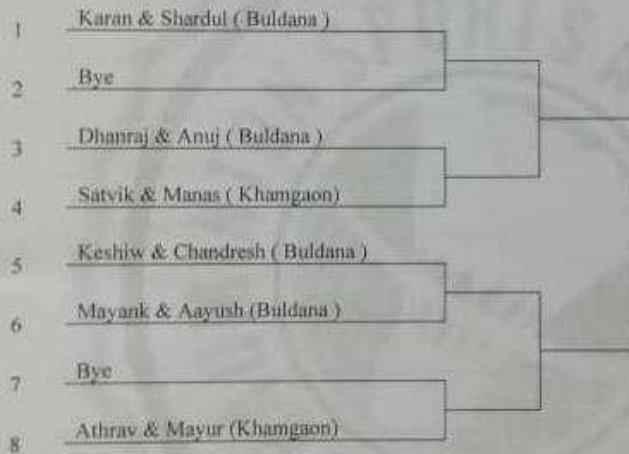 1 Karan & Shardul ( Buldana )
2 Bye
3 Dhanraj & Anuj ( Buldana )
4 Satvik & Manas ( Khamgaon)
5 Keshiw & Chandresh ( Buldana )
6 Mayank & Aayush (Buldana )
7 Bye
8 Athrav & Mayur (Khamgaon)